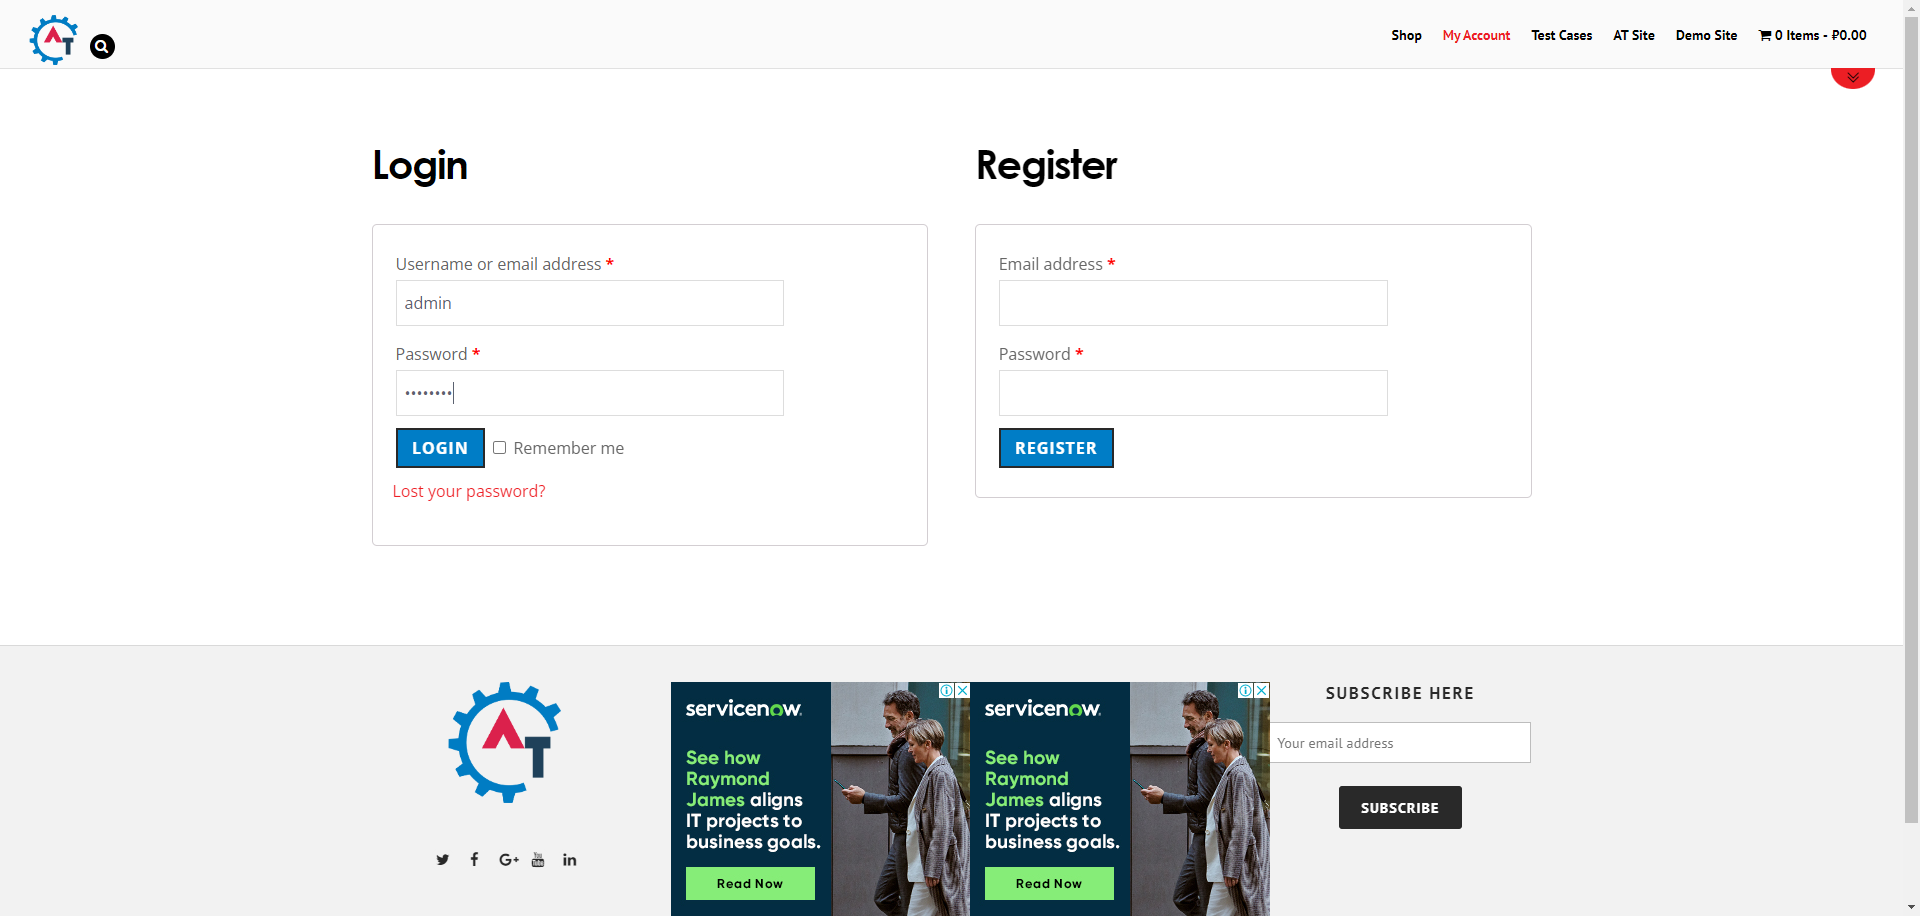 AT
Shop
My Account
Test Cases
AT Site
Demo Site
0 Items - ₽0.00
Login
Username or email address *
admin
Password *
••••••••
LOGIN
Remember me
Lost your password?
Register
Email address *
Password *
REGISTER
AT
servicenow.
See how
Raymond
James aligns
IT projects to
business goals.
Read Now
servicenow.
See how
Raymond
James aligns
IT projects to
business goals.
Read Now
SUBSCRIBE HERE
Your email address
SUBSCRIBE